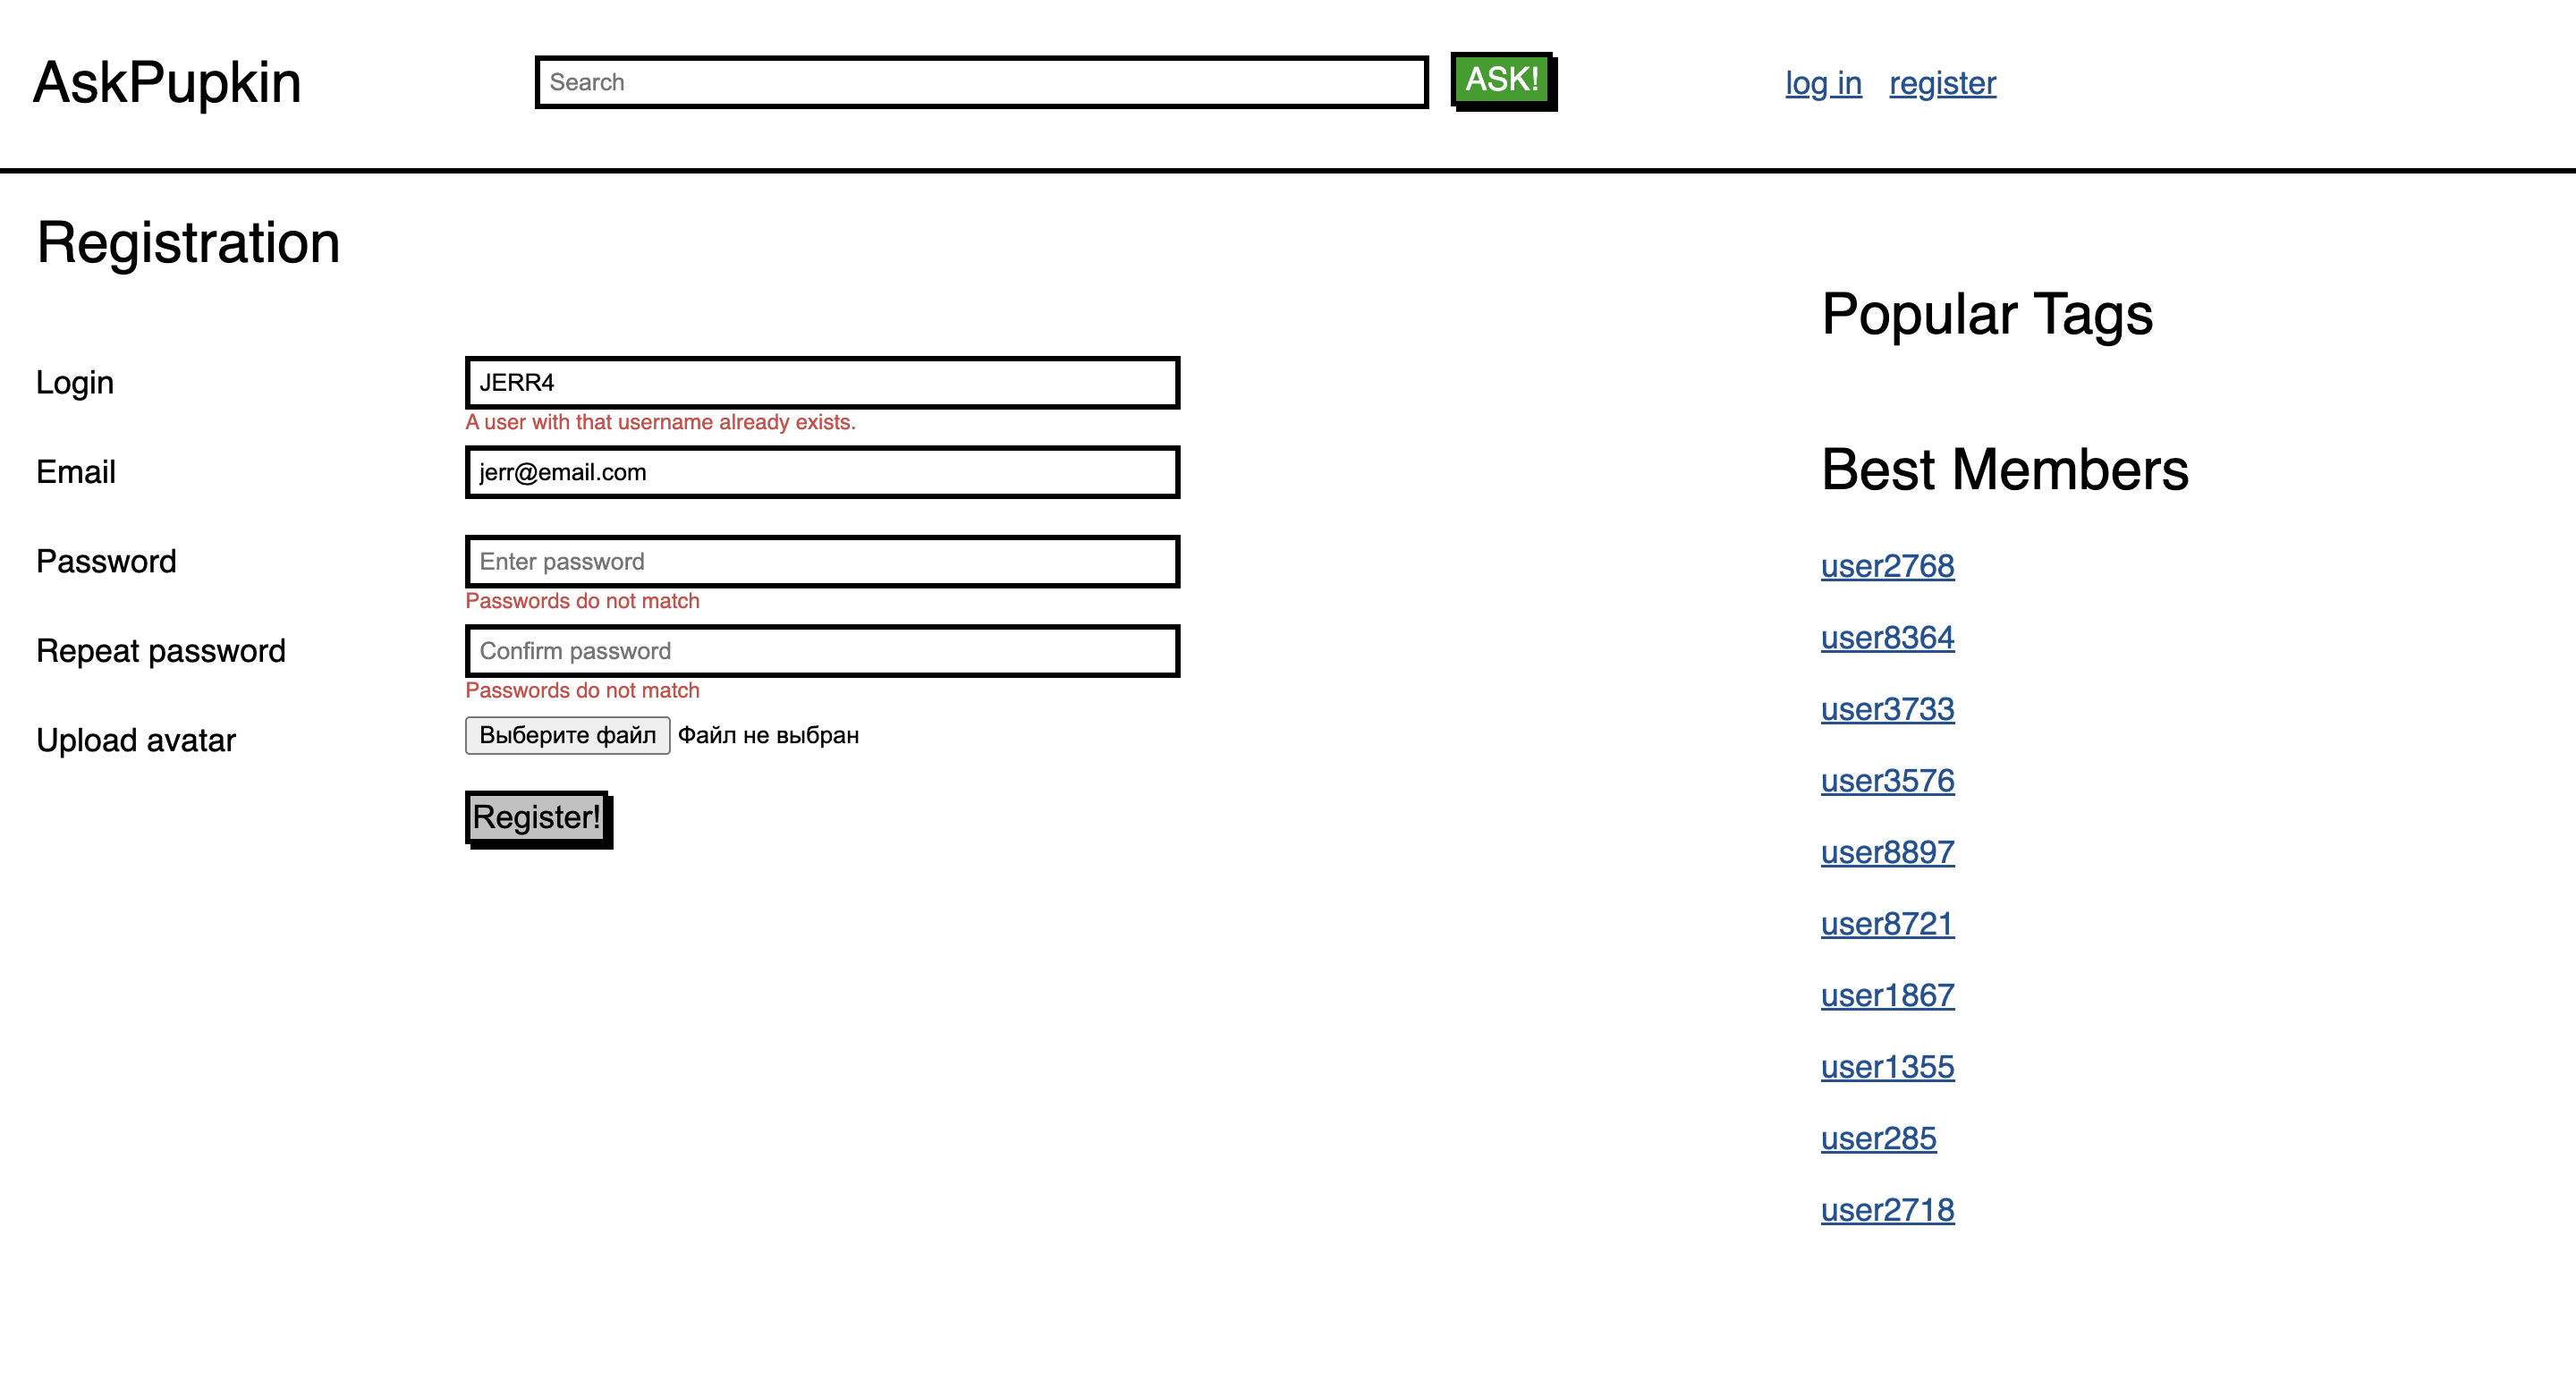 AskPupkin
Search
ASK!
log in register
Registration
Login
JERR4
A user with that username already exists.
Email
jerr@email.com
Password
Enter password
Passwords do not match
Repeat password
Confirm password
Passwords do not match
Upload avatar
Выберите файл Файл не выбран
Register!
Popular Tags
Best Members
user2768
user8364
user3733
user3576
user8897
user8721
user1867
user1355
user285
user2718